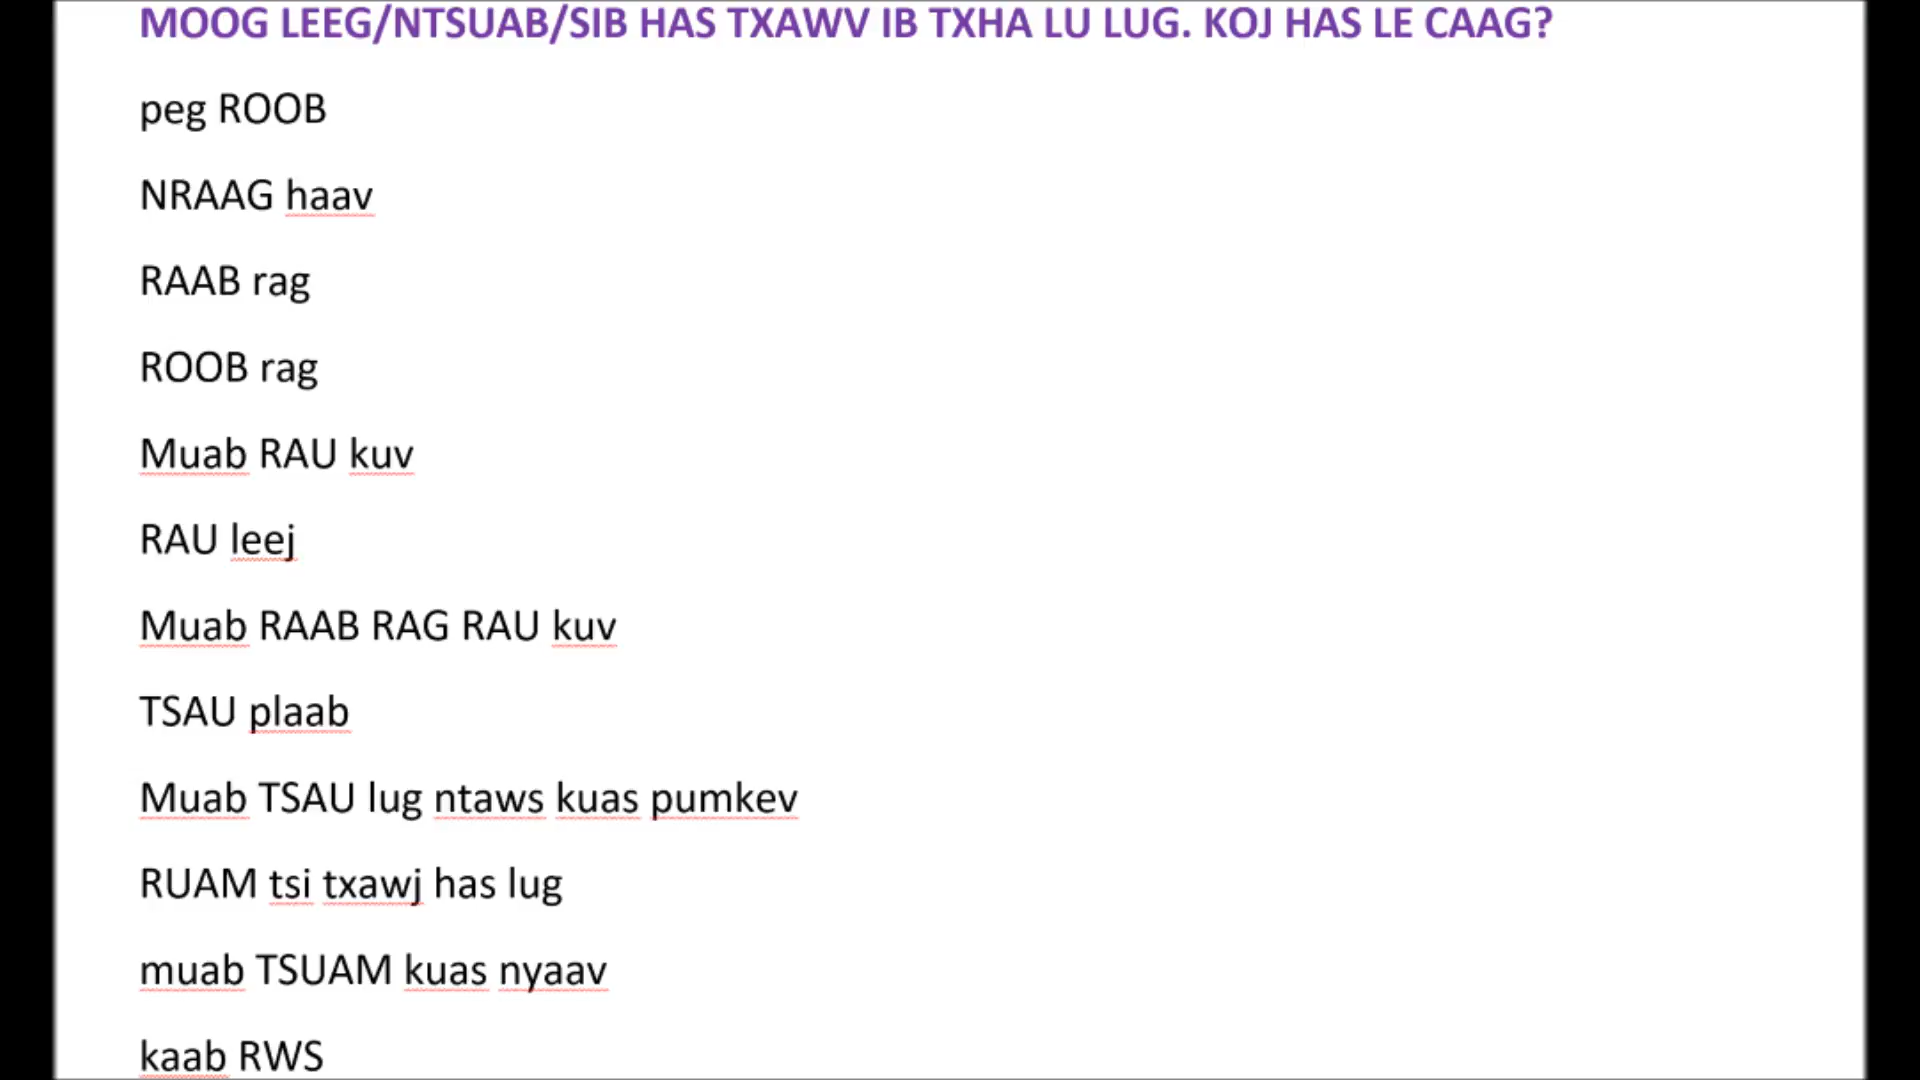 MOOG LEEG/NTSUAB/SIB HAS TXAWV IB TXHA LU LUG. KOJ HAS LE CAAG?
peg ROOB
NRAAG haav
RAAB rag
ROOB rag
Muab RAU kuv
RAU leej
Muab RAAB RAG RAU kuv
TSAU plaab
Muab TSAU lug ntaws kuas pumkev
RUAM tsi txawj has lug
muab TSUAM kuas nyaav
kaab RWS